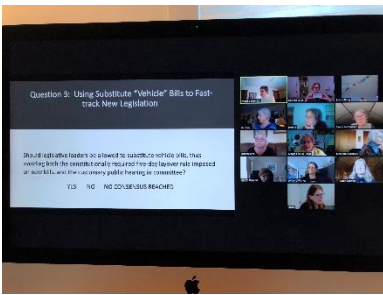 Question 5: Using Substitute "Vehicle" Bills to Fast-
track New Legislation
Should legislative leaders be allowed to substitute vehicle bills, thus
avoiding both the constitutionally required five-day layover rule imposed
on most bills, and the customary public hearing in committee?
YES NO NO CONSENSUS REACHED